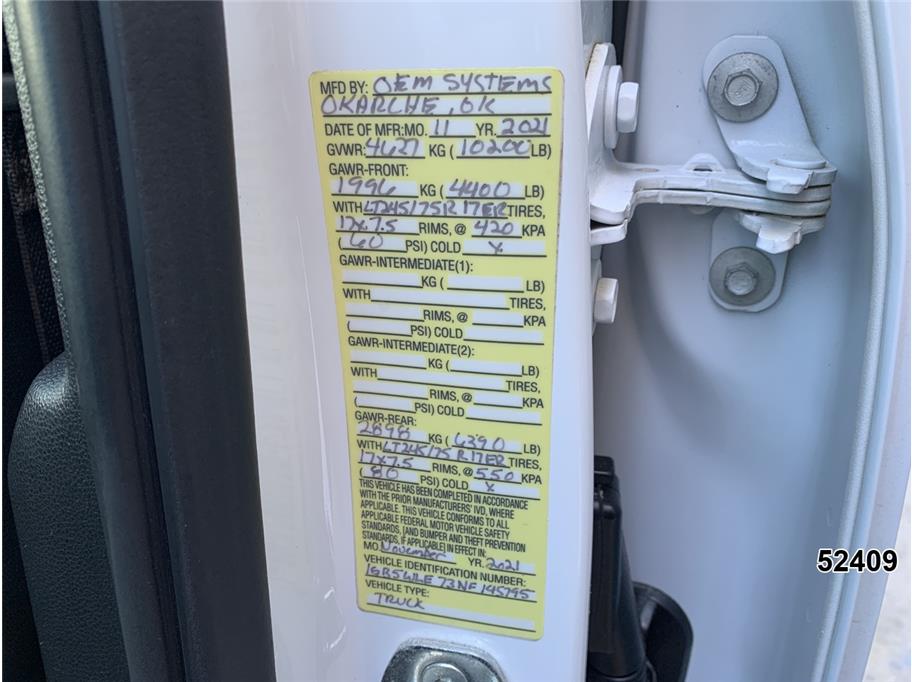 MFD BY: OEM SYSTEMS
OKARCHE, OK
DATE OF MFR: MO. 11 YR. 2021
GVWR: 4627 KG ( 10200 LB)
GAWR-FRONT:
1996 KG ( 4400 LB)
WITH LT245/75R17ER TIRES,
17x7.5 RIMS, @ 420 KPA
( 60 PSI) COLD X
GAWR-INTERMEDIATE(1):
KG ( LB)
WITH TIRES,
RIMS, @ KPA
( PSI) COLD
GAWR-INTERMEDIATE(2):
KG ( LB)
WITH TIRES,
RIMS, @ KPA
( PSI) COLD
GAWR-REAR:
2898 KG ( 6390 LB)
WITH LT245/75R17ER TIRES,
17x7.5 RIMS, @ 550 KPA
( 80 PSI) COLD X
THIS VEHICLE HAS BEEN COMPLETED IN ACCORDANCE
WITH THE PRIOR MANUFACTURERS' IVD, WHERE
APPLICABLE. THIS VEHICLE CONFORMS TO ALL
APPLICABLE FEDERAL MOTOR VEHICLE SAFETY
STANDARDS, (AND BUMPER AND THEFT PREVENTION
STANDARDS, IF APPLICABLE) IN EFFECT IN:
MO November YR. 2021
VEHICLE IDENTIFICATION NUMBER:
VEHICLE TYPE:
TRUCK
52409